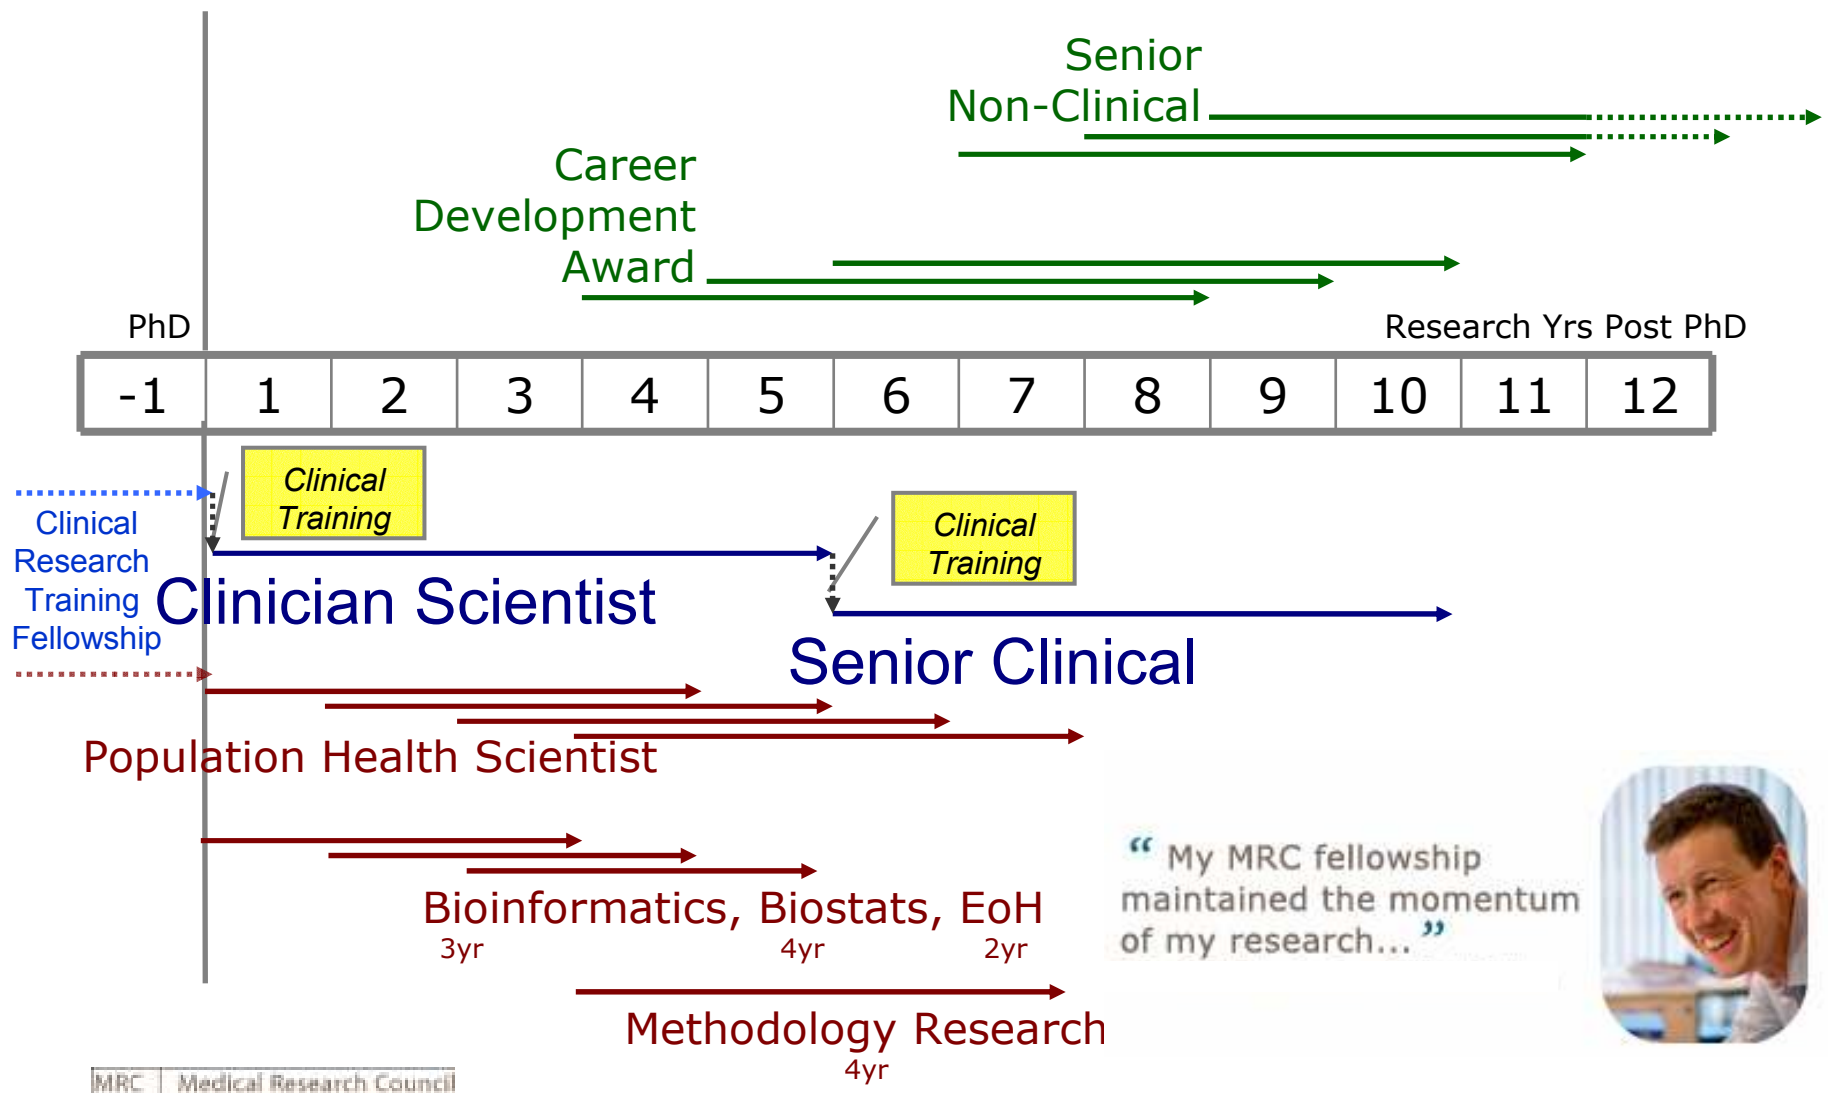 Senior
Non-Clinical
Career
Development
Award
PhD
Research Yrs Post PhD
-1 1 2 3 4 5 6 7 8 9 10 11 12
Clinical
Training
Clinical
Training
Clinical
Research
Training
Fellowship
Clinician Scientist
Senior Clinical
Population Health Scientist
Bioinformatics, Biostats, EoH
3yr 4yr 2yr
“ My MRC fellowship
maintained the momentum
of my research... ”
Methodology Research
4yr
MRC | Medical Research Council